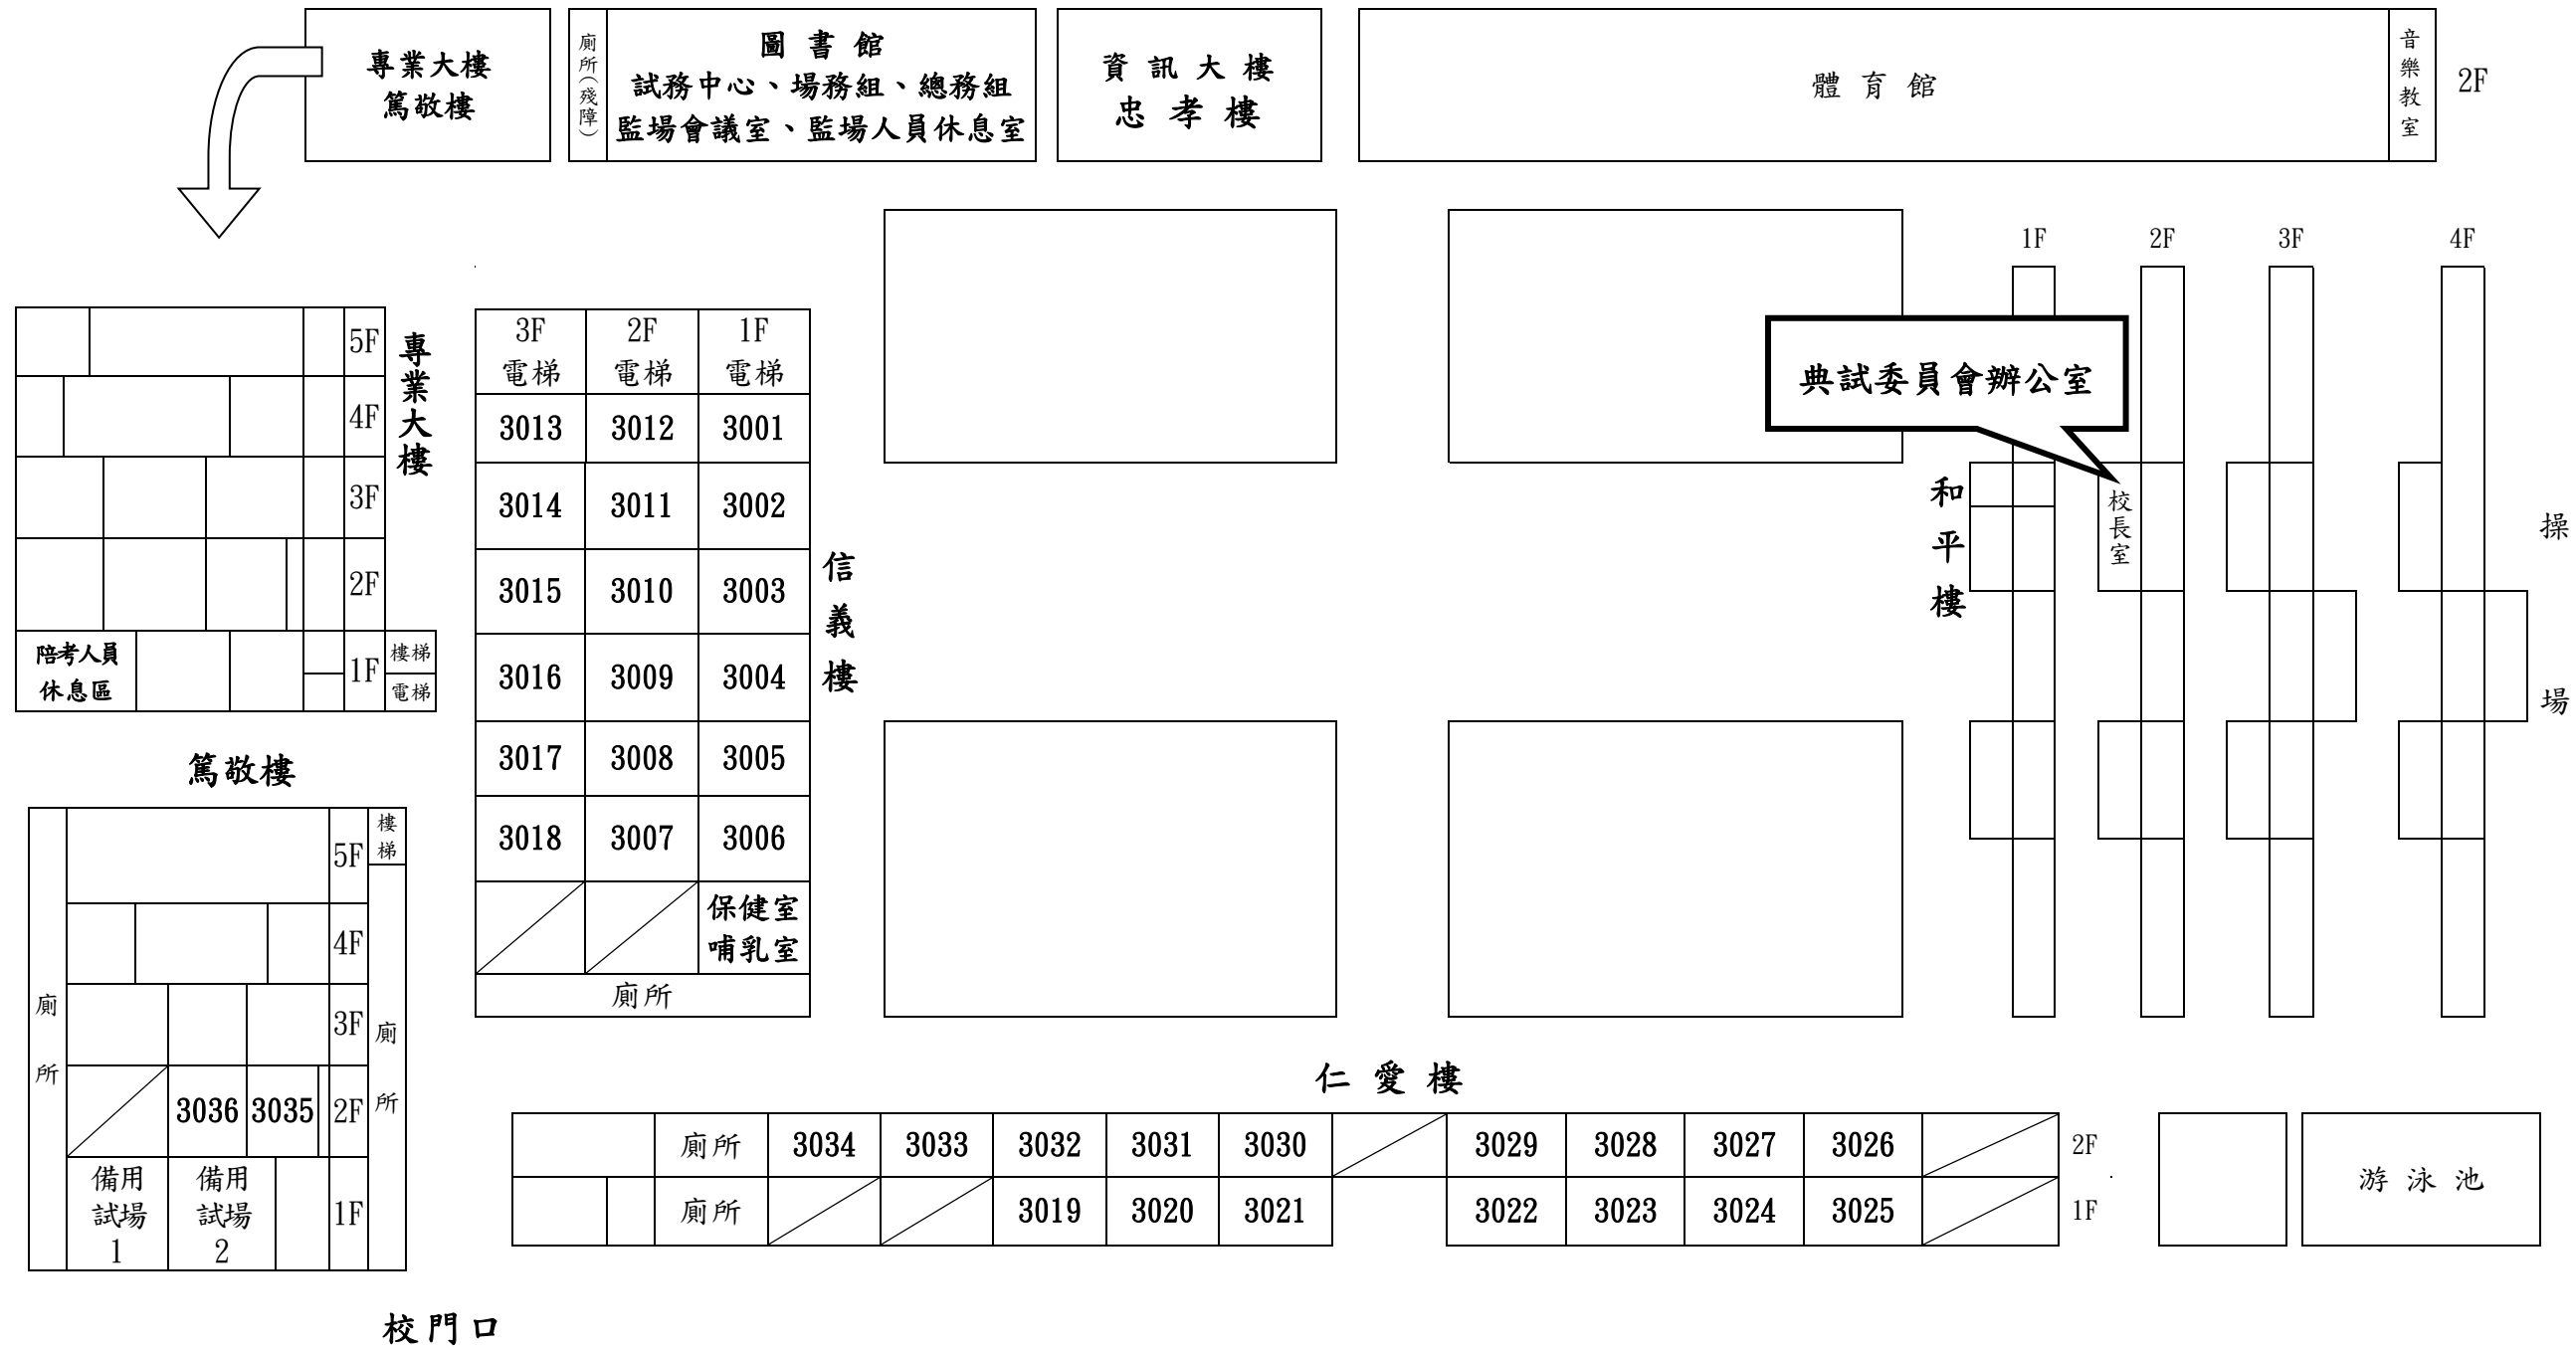 專業大樓
篤敬樓
廁所(殘障)
圖書館
試務中心、場務組、總務組
監場會議室、監場人員休息室
資訊大樓
忠孝樓
體育館
音樂教室
2F
1F
2F
3F
4F
典試委員會辦公室
校長室
和平樓
操場
5F
4F
3F
2F
陪考人員
休息區
1F
樓梯
電梯
專業大樓
3F 2F 1F
電梯 電梯 電梯
3013 3012 3001
3014 3011 3002
3015 3010 3003
3016 3009 3004
3017 3008 3005
3018 3007 3006
保健室
哺乳室
廁所
信義樓
篤敬樓
廁所
5F
4F
3F
3036 3035 2F
備用
試場
1
備用
試場
2
1F
樓梯
廁所
仁愛樓
廁所 3034 3033 3032 3031 3030 3029 3028 3027 3026 2F
廁所 3019 3020 3021 3022 3023 3024 3025 1F
游泳池
校門口